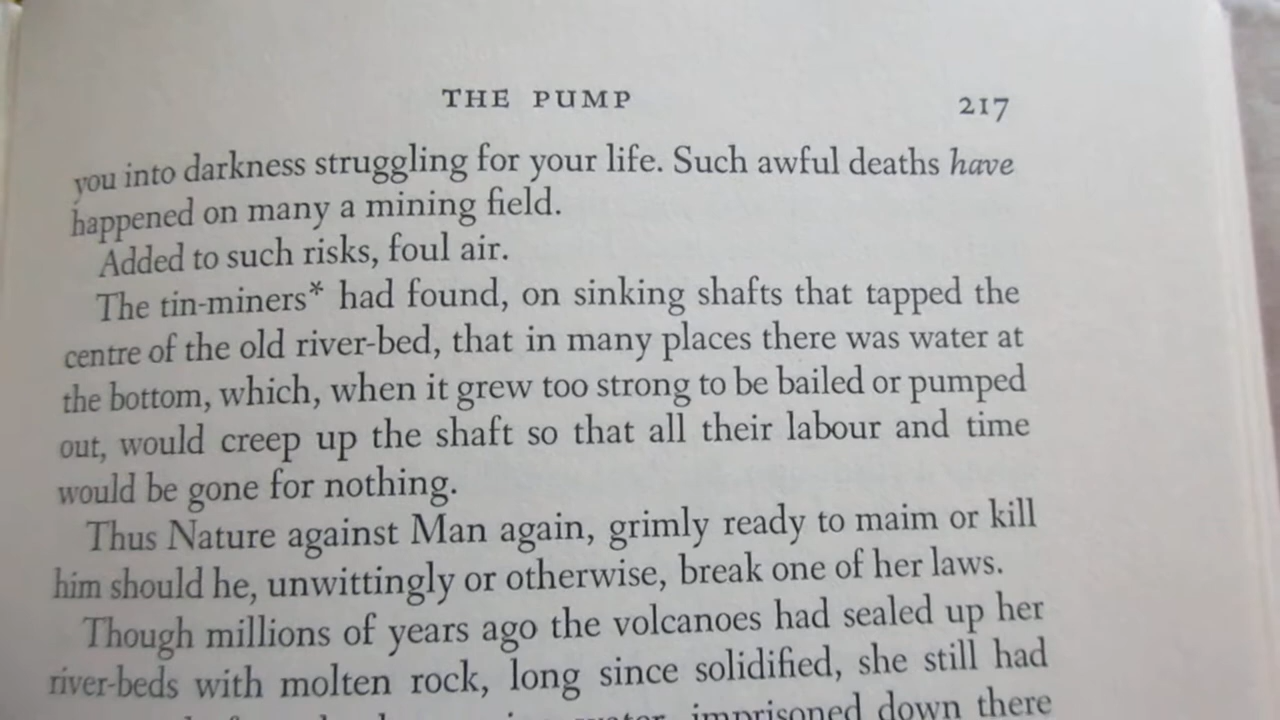 THE PUMP 217
you into darkness struggling for your life. Such awful deaths have
happened on many a mining field.
Added to such risks, foul air.
The tin-miners* had found, on sinking shafts that tapped the
centre of the old river-bed, that in many places there was water at
the bottom, which, when it grew too strong to be bailed or pumped
out, would creep up the shaft so that all their labour and time
would be gone for nothing.
Thus Nature against Man again, grimly ready to maim or kill
him should he, unwittingly or otherwise, break one of her laws.
Though millions of years ago the volcanoes had sealed up her
river-beds with molten rock, long since solidified, she still had
water, imprisoned down there